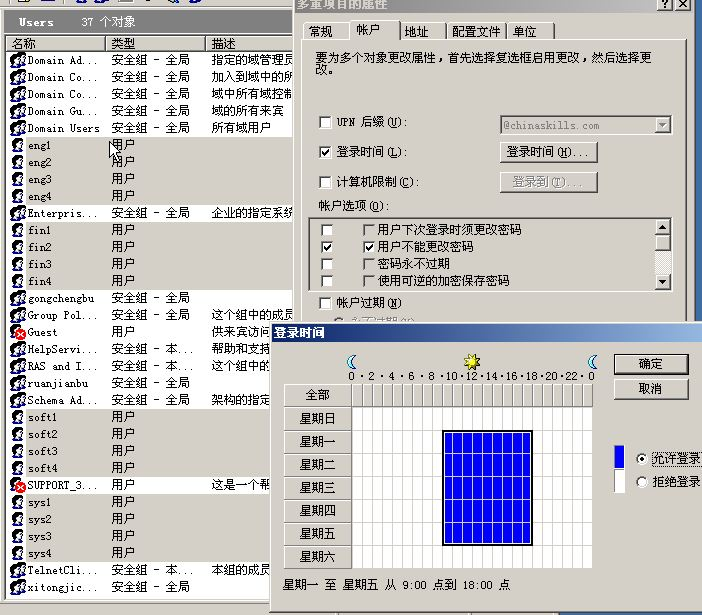 多重项目的属性
Users 37 个对象
名称 类型 描述
Domain Ad... 安全组 - 全局 指定的域管理员
Domain Co... 安全组 - 全局 加入到域中的所
Domain Co... 安全组 - 全局 域中所有域控制
Domain Gu... 安全组 - 全局 域的所有来宾
Domain Users 安全组 - 全局 所有域用户
eng1 用户
eng2 用户
eng3 用户
eng4 用户
Enterpris... 安全组 - 全局 企业的指定系统
fin1 用户
fin2 用户
fin3 用户
fin4 用户
gongchengbu 安全组 - 全局
Group Pol... 安全组 - 全局 这个组中的成员
Guest 用户 供来宾访问
HelpServi... 安全组 - 本... 帮助和支持
RAS and I... 安全组 - 本... 这个组中的
ruanjianbu 安全组 - 全局
Schema Ad... 安全组 - 全局 架构的指定
soft1 用户
soft2 用户
soft3 用户
soft4 用户
SUPPORT_3... 用户 这是一个帮
sys1 用户
sys2 用户
sys3 用户
sys4 用户
TelnetCli... 安全组 - 本... 本组的成员
xitongjic... 安全组 - 全局
常规 帐户 地址 配置文件 单位
要为多个对象更改属性，首先选择复选框启用更改，然后选择更
改。
UPN 后缀(U): @chinaskills.com
登录时间(L): 登录时间(H)...
计算机限制(C): 登录到(T)...
帐户选项(O):
用户下次登录时须更改密码
用户不能更改密码
密码永不过期
使用可逆的加密保存密码
帐户过期(N)
登录时间
0·2·4·6·8·10·12·14·16·18·20·22·0
全部
星期日
星期一
星期二
星期三
星期四
星期五
星期六
确定
取消
允许登录
拒绝登录
星期一 至 星期五 从 9:00 点到 18:00 点